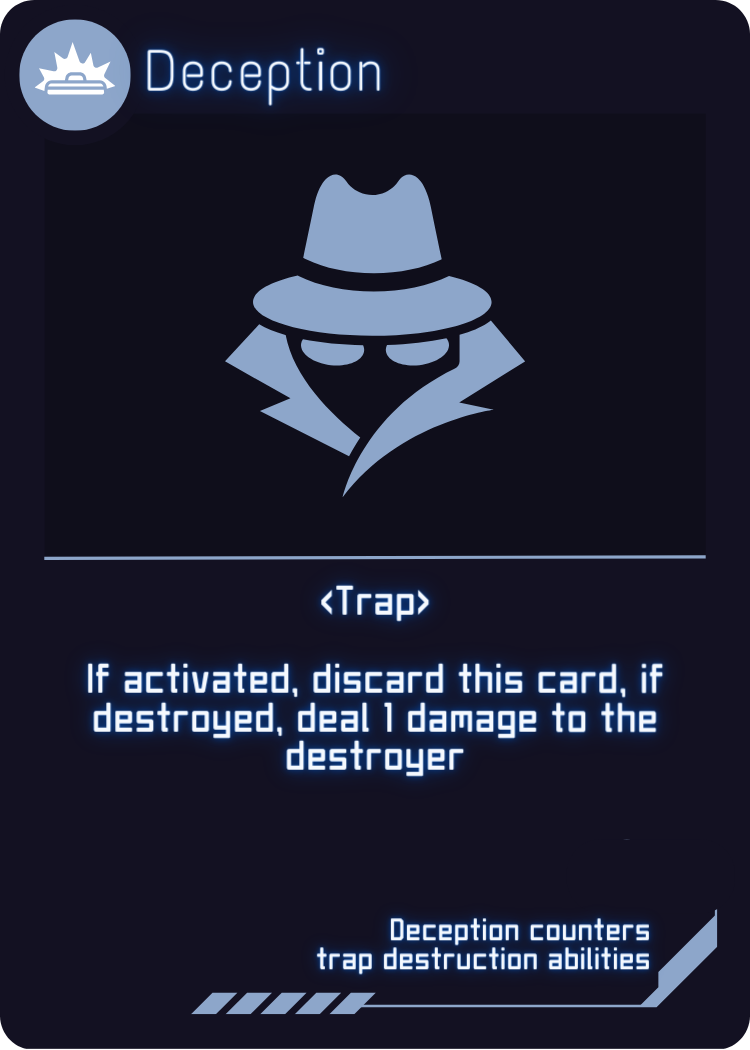 Deception
<Trap>
If activated, discard this card, if
destroyed, deal 1 damage to the
destroyer
Deception counters
trap destruction abilities